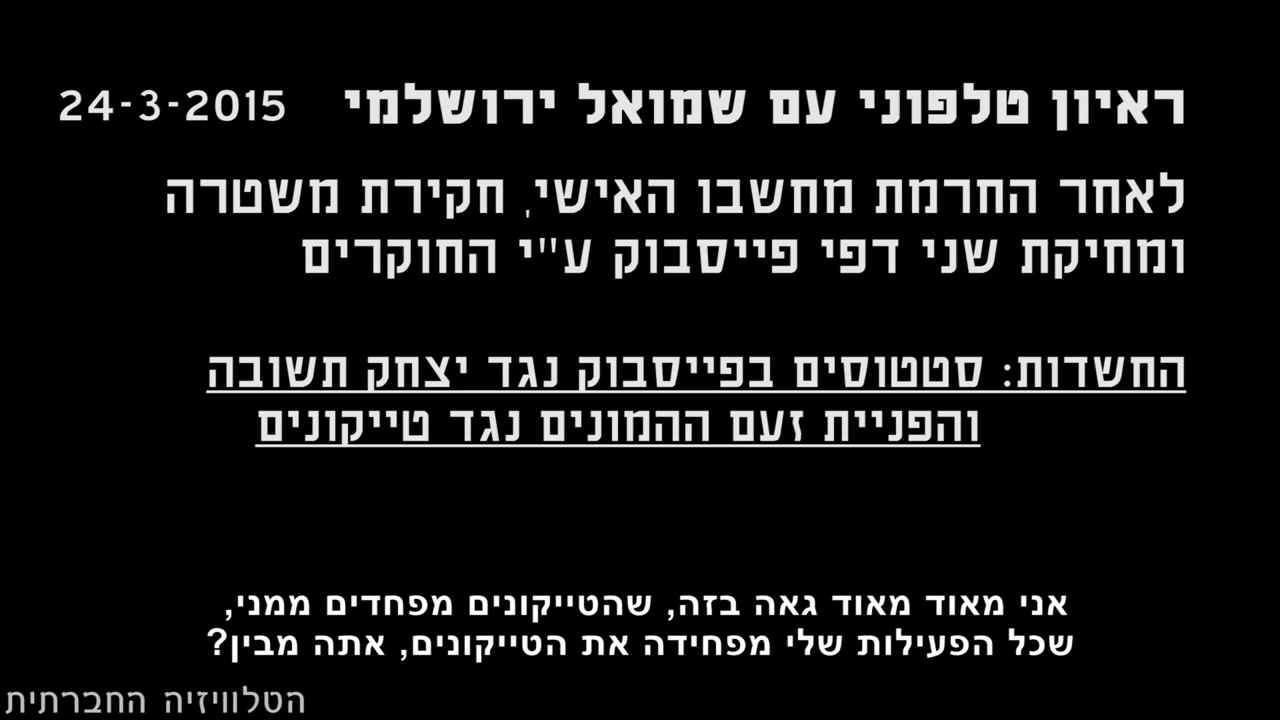 ראיון טלפוני עם שמואל ירושלמי 24-3-2015
לאחר החרמת מחשבו האישי, חקירת משטרה
ומחיקת שני דפי פייסבוק ע"י החוקרים
החשדות: סטטוסים בפייסבוק נגד יצחק תשובה
והפניית זעם ההמונים נגד טייקונים
אני מאוד מאוד גאה בזה, שהטייקונים מפחדים ממני,
שכל הפעילות שלי מפחידה את הטייקונים, אתה מבין?
הטלוויזיה החברתית